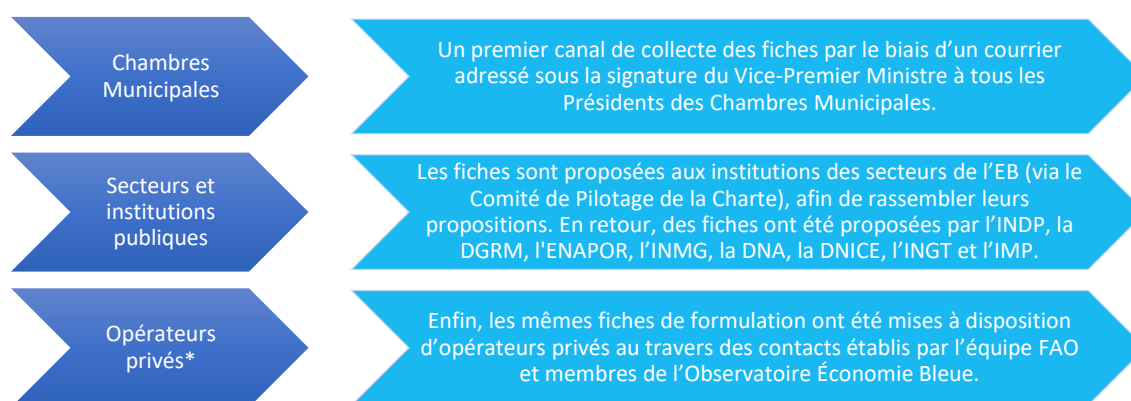 Chambres
Municipales
Un premier canal de collecte des fiches par le biais d’un courrier
adressé sous la signature du Vice-Premier Ministre à tous les
Présidents des Chambres Municipales.
Secteurs et
institutions
publiques
Les fiches sont proposées aux institutions des secteurs de l’EB (via le
Comité de Pilotage de la Charte), afin de rassembler leurs
propositions. En retour, des fiches ont été proposées par l’INDP, la
DGRM, l'ENAPOR, l’INMG, la DNA, la DNICE, l’INGT et l’IMP.
Opérateurs
privés*
Enfin, les mêmes fiches de formulation ont été mises à disposition
d’opérateurs privés au travers des contacts établis par l’équipe FAO
et membres de l’Observatoire Économie Bleue.